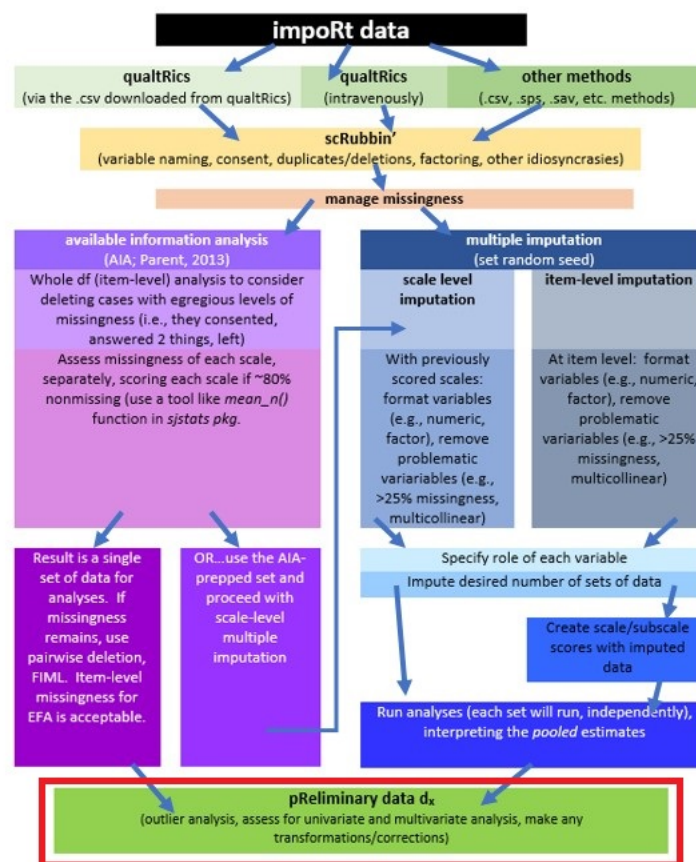 impoRt data
qualtRics
(via the .csv downloaded from qualtRics)
qualtRics
(intravenously)
other methods
(.csv, .sps, .sav, etc. methods)
scRubbin’
(variable naming, consent, duplicates/deletions, factoring, other idiosyncrasies)
manage missingness
available information analysis
(AIA; Parent, 2013)
Whole df (item-level) analysis to consider
deleting cases with egregious levels of
missingness (i.e., they consented,
answered 2 things, left)
Assess missingness of each scale,
separately, scoring each scale if ~80%
nonmissing (use a tool like mean_n()
function in sjstats pkg.
Result is a single
set of data for
analyses. If
missingness
remains, use
pairwise deletion,
FIML. Item-level
missingness for
EFA is acceptable.
OR...use the AIA-
prepped set and
proceed with
scale-level
multiple
imputation
multiple imputation
(set random seed)
scale level
imputation
With previously
scored scales:
format variables
(e.g., numeric,
factor), remove
problematic
varariables (e.g.,
>25% missingness,
multicollinear)
item-level imputation
At item level: format
variables (e.g., numeric,
factor), remove
problematic
varariables (e.g., >25%
missingness,
multicollinear)
Specify role of each variable
Impute desired number of sets of data
Create scale/subscale
scores with imputed
data
Run analyses (each set will run, independently),
interpreting the pooled estimates
pReliminary data dx
(outlier analysis, assess for univariate and multivariate analysis, make any
transformations/corrections)